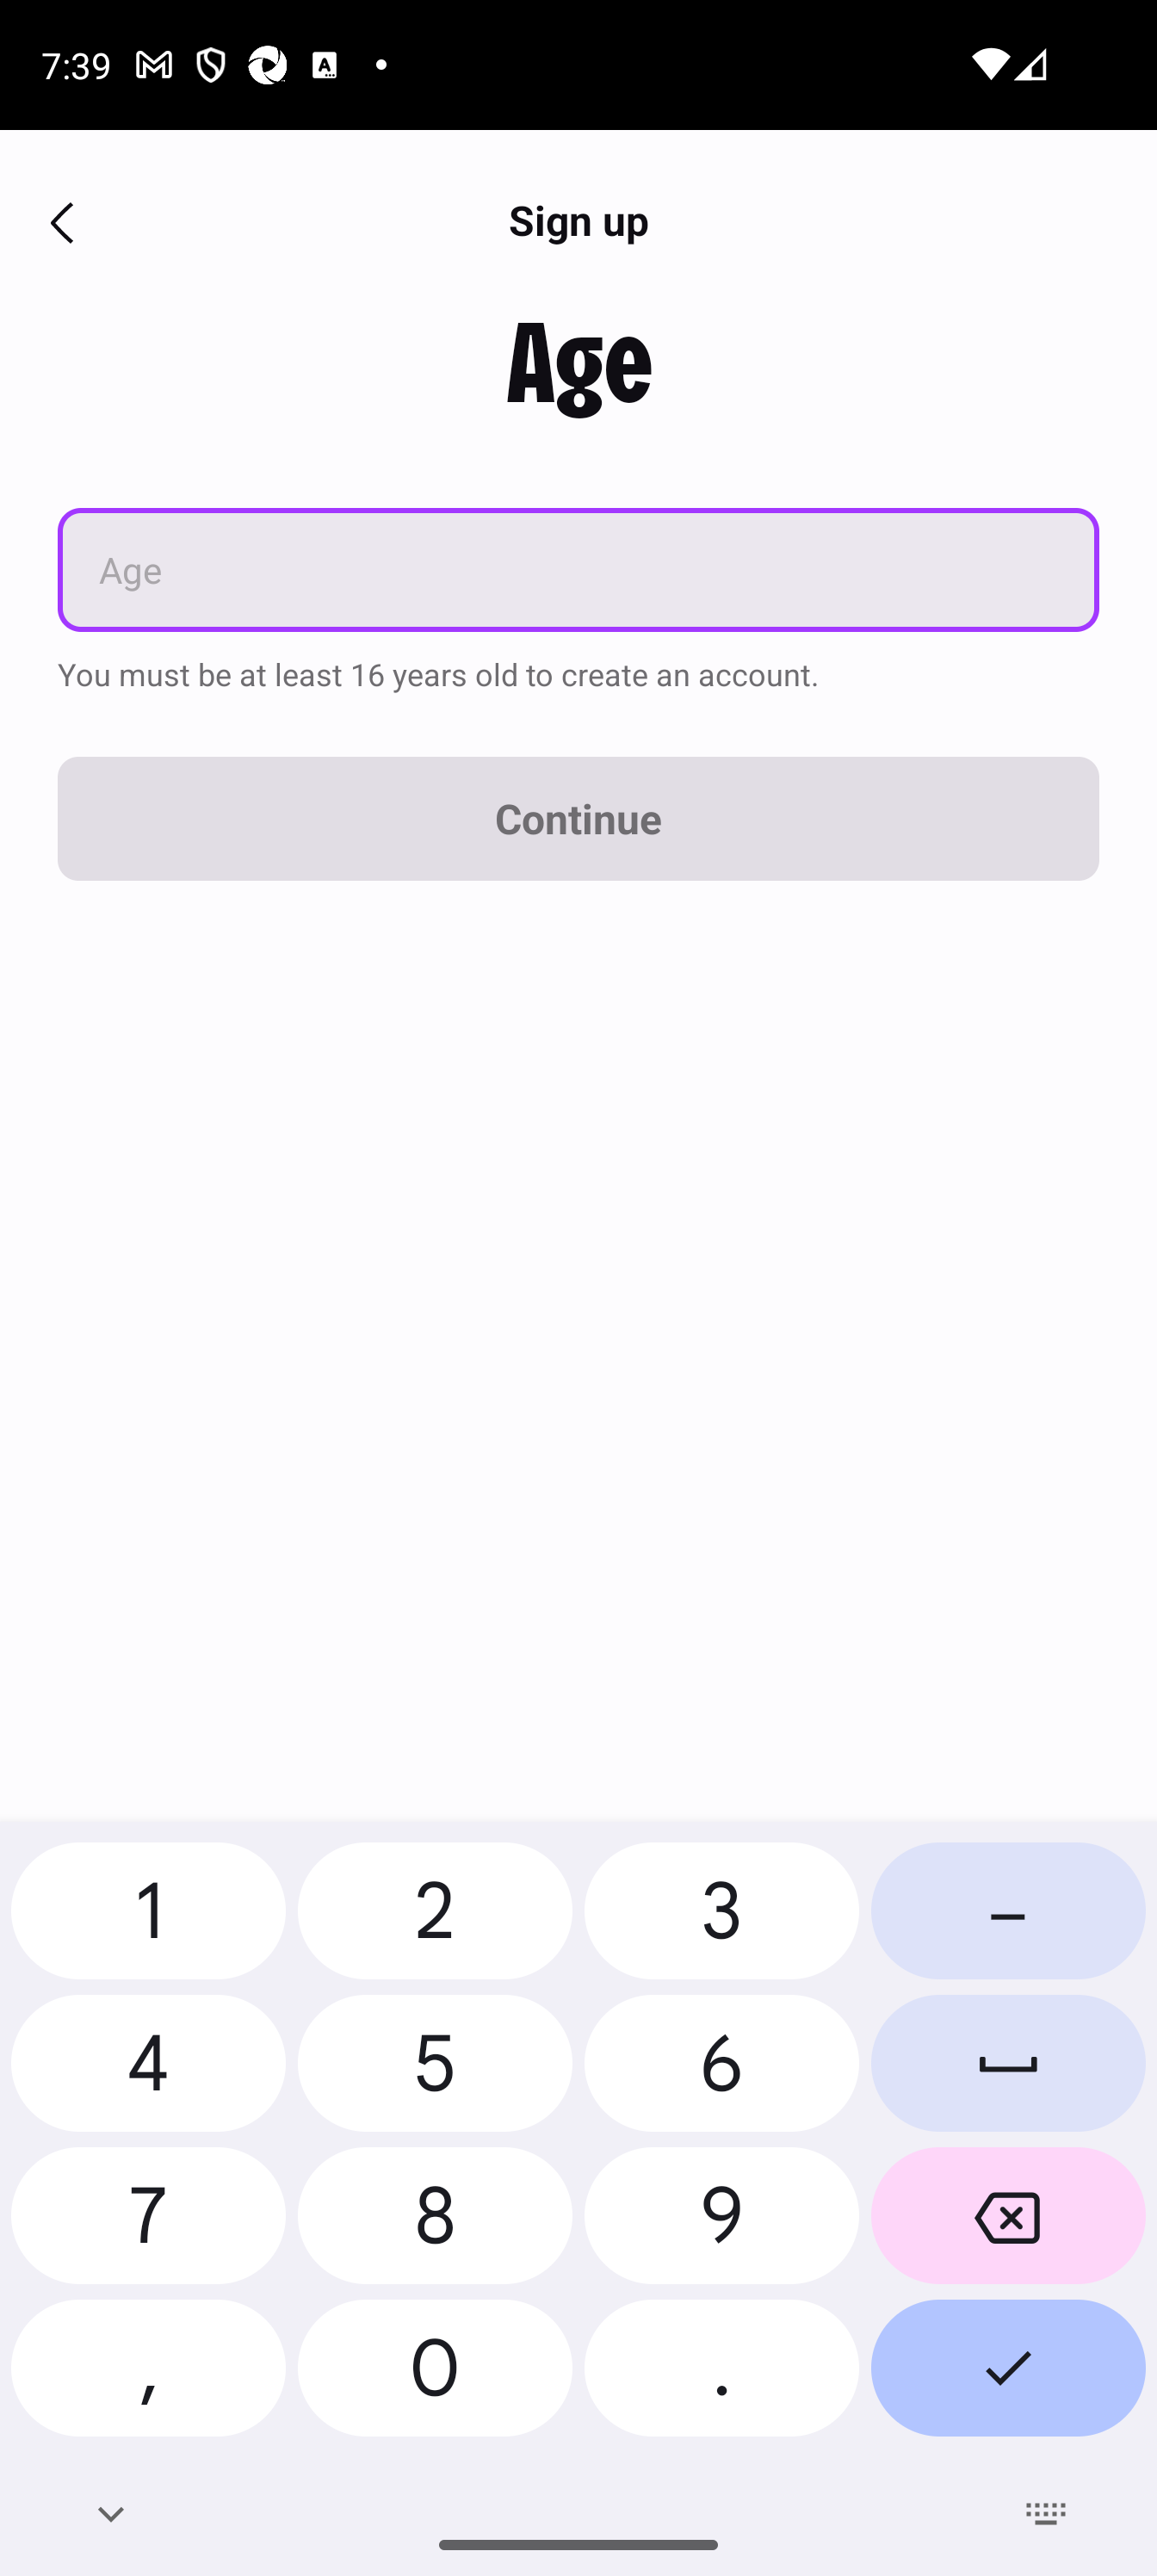 7:39
Sign up
Age
Age
You must be at least 16 years old to create an account.
Continue
1 2 3 –
4 5 6
7 8 9
, 0 .